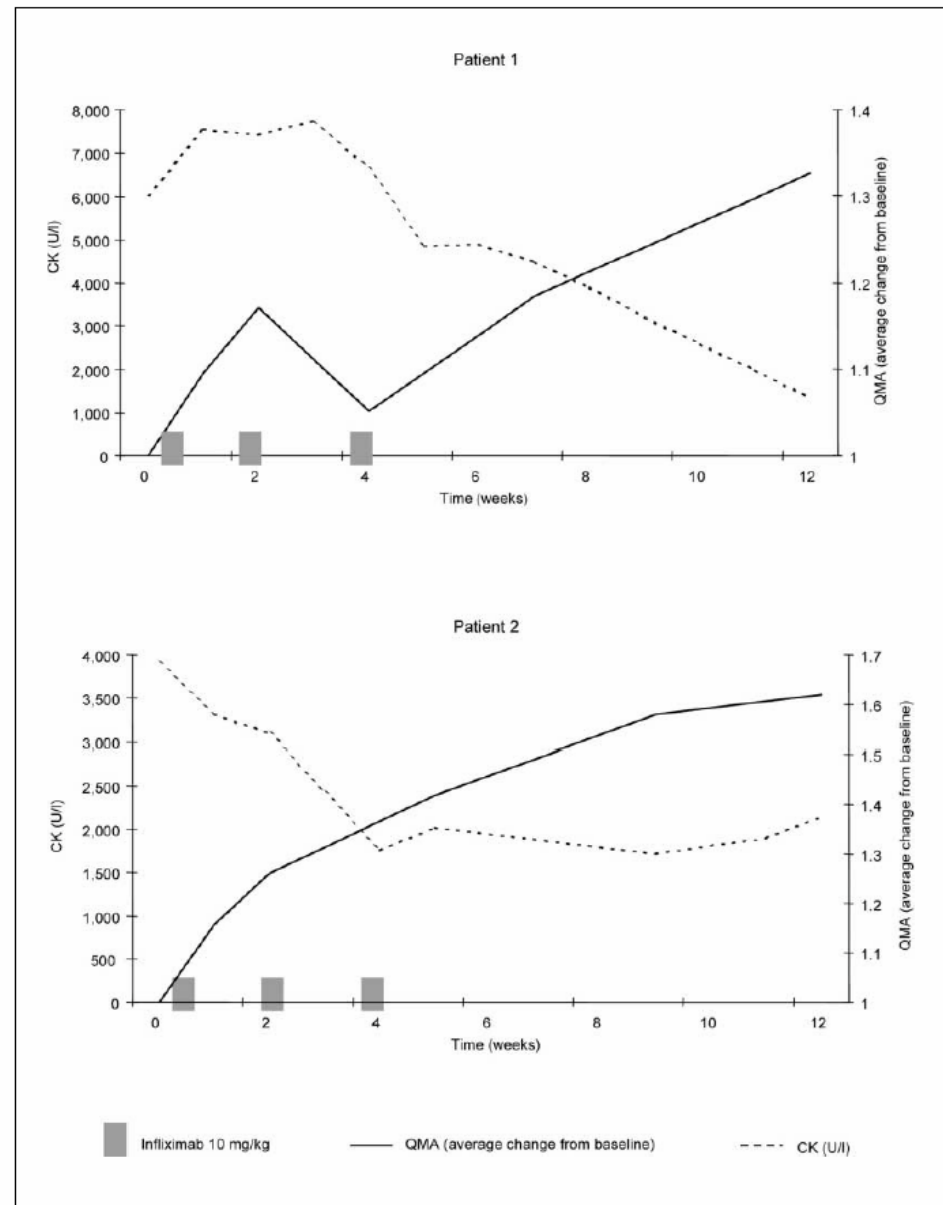 Patient 1
8,000
7,000
6,000
5,000
4,000
3,000
2,000
1,000
0
CK (U/l)
1.4
1.3
1.2
1.1
1
QMA (average change from baseline)
0 2 4 6 8 10 12
Time (weeks)
Patient 2
4,000
3,500
3,000
2,500
2,000
1,500
1,000
500
0
CK (U/l)
1.7
1.6
1.5
1.4
1.3
1.2
1.1
1
QMA (average change from baseline)
0 2 4 6 8 10 12
Time (weeks)
Infliximab 10 mg/kg QMA (average change from baseline) CK (U/l)